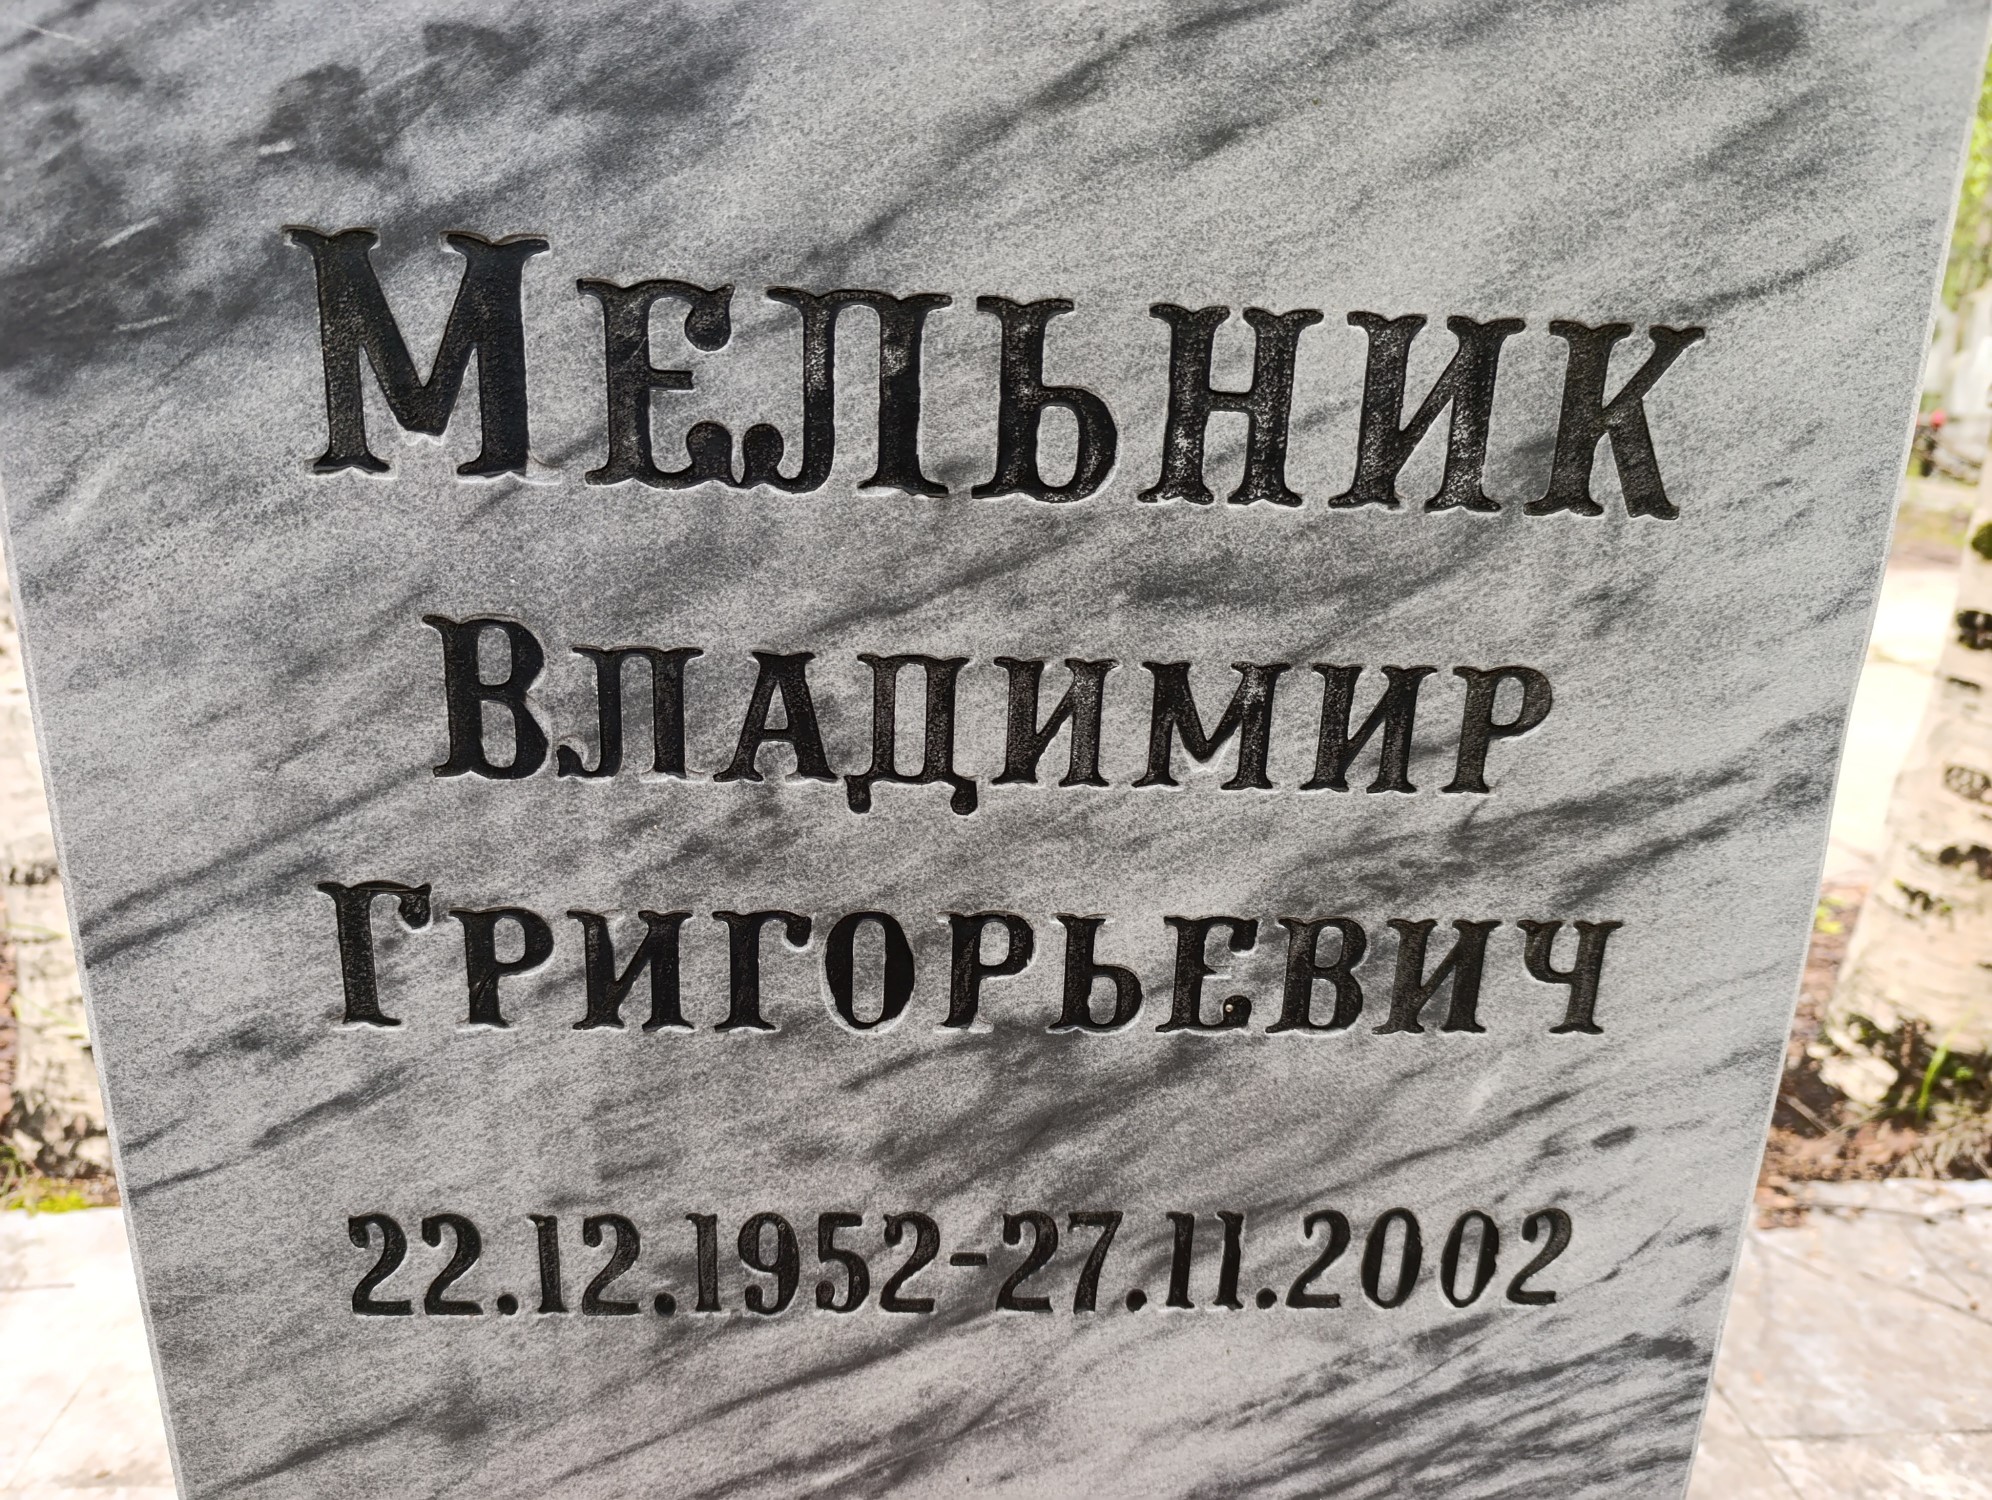 Мельник
Владимир
Григорьевич
22.12.1952-27.11.2002